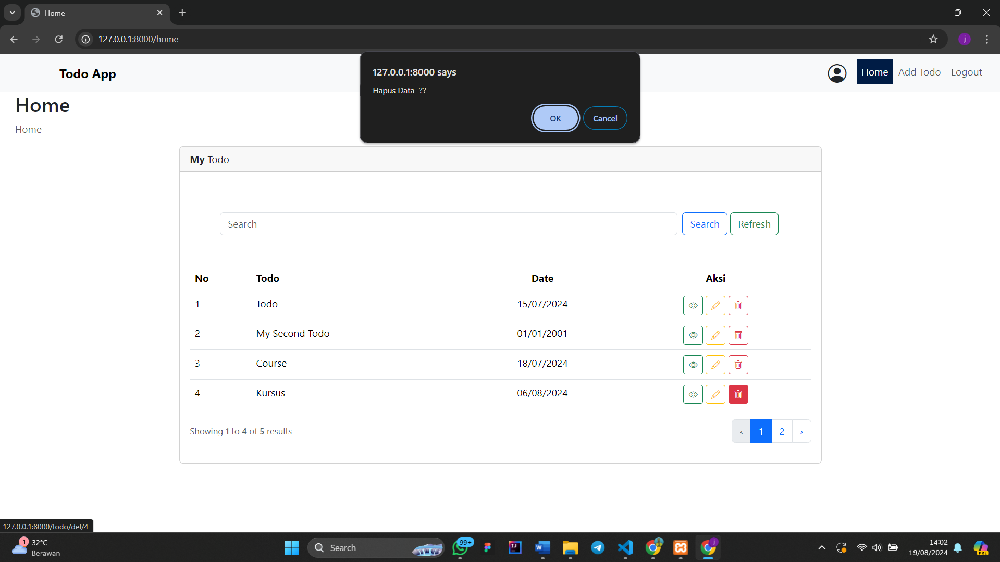 Home
127.0.0.1:8000/home
j
Todo App
127.0.0.1:8000 says
Hapus Data ??
OK
Cancel
Home
Add Todo
Logout
Home
Home
My Todo
Search
Search
Refresh
No Todo Date Aksi
1 Todo 15/07/2024
2 My Second Todo 01/01/2001
3 Course 18/07/2024
4 Kursus 06/08/2024
Showing 1 to 4 of 5 results
‹ 1 2 ›
127.0.0.1:8000/todo/del/4
1
32°C
Berawan
Search
99+
IJ
W
j
14:02
19/08/2024
PRE